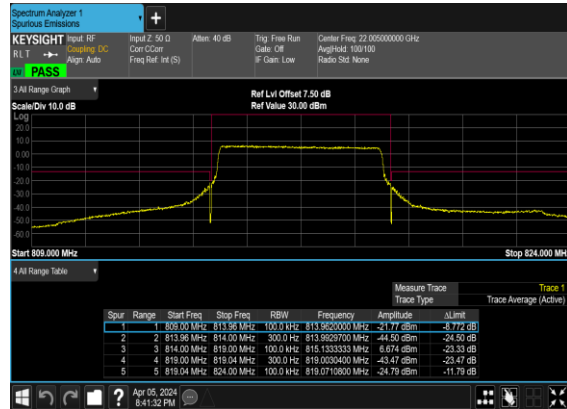 Spectrum Analyzer 1
Spurious Emissions
KEYSIGHT Input: RF Input Z: 50 Ω Atten: 40 dB Trig: Free Run Center Freq: 22.005000000 GHz
RLT Coupling: DC Corr CCorr Gate: Off Avg|Hold: 100/100
Align: Auto Freq Ref: Int (S) IF Gain: Low Radio Std: None
PASS
3 All Range Graph
Ref Lvl Offset 7.50 dB
Scale/Div 10.0 dB Ref Value 30.00 dBm
Log
20.0
10.0
0.00
-10.0
-20.0
-30.0
-40.0
-50.0
-60.0
Start 809.000 MHz Stop 824.000 MH
4 All Range Table
Measure Trace Trace 1
Trace Type Trace Average (Active)
Spur Range Start Freq Stop Freq RBW Frequency Amplitude ΔLimit
1 1 809.00 MHz 813.96 MHz 100.0 kHz 813.9620000 MHz -21.77 dBm -8.772 dB
2 2 813.96 MHz 814.00 MHz 300.0 Hz 813.9929700 MHz -44.50 dBm -24.50 dB
3 3 814.00 MHz 819.00 MHz 100.0 kHz 815.1333333 MHz 6.674 dBm -23.33 dB
4 4 819.00 MHz 819.04 MHz 300.0 Hz 819.0030400 MHz -43.47 dBm -23.47 dB
5 5 819.04 MHz 824.00 MHz 100.0 kHz 819.0710800 MHz -24.79 dBm -11.79 dB
? Apr 05, 2024
8:41:32 PM